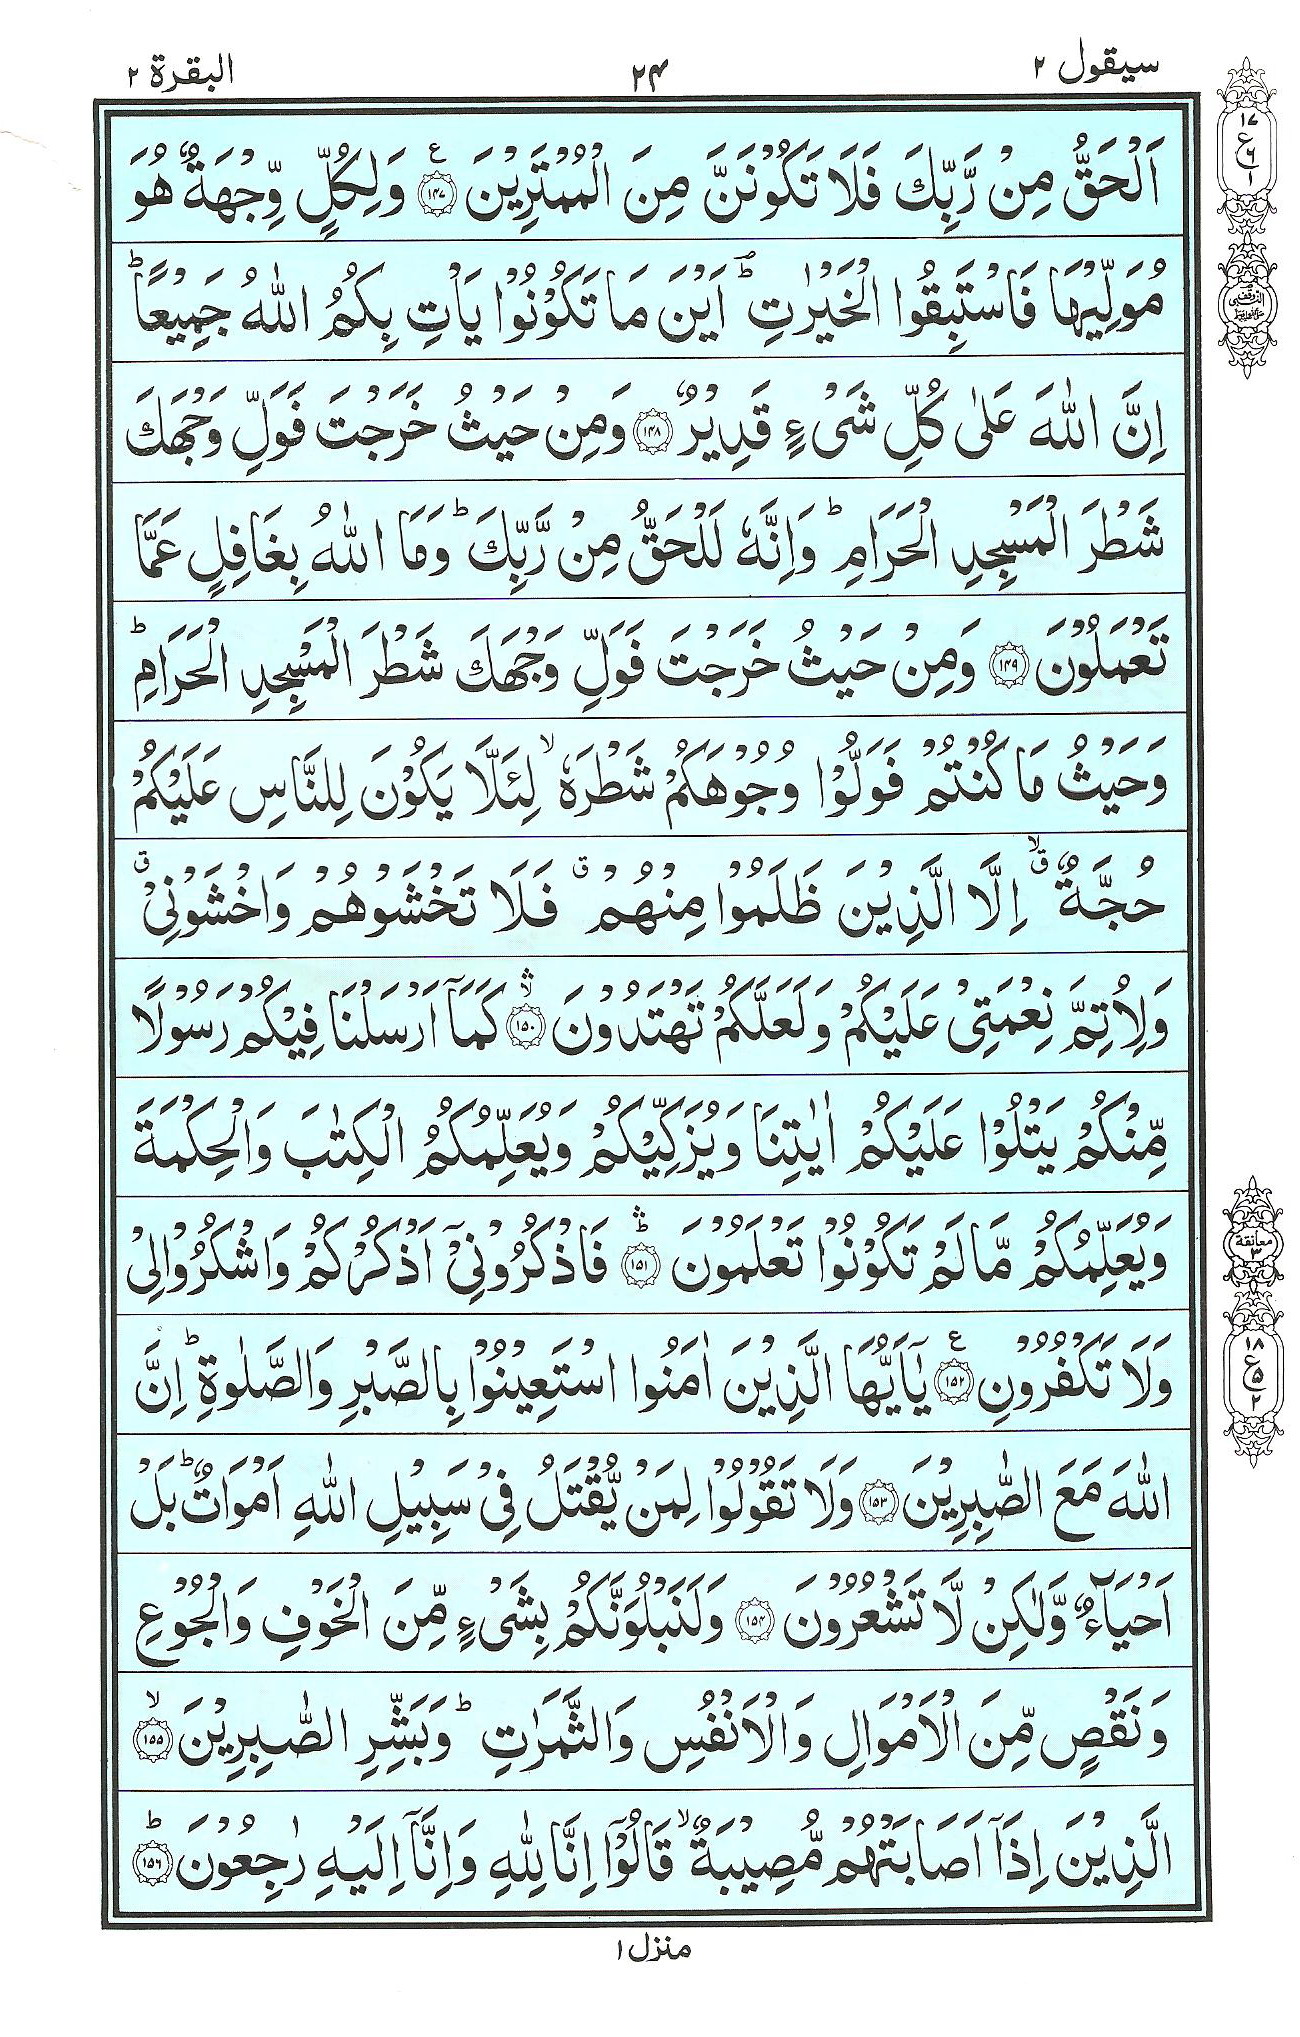 سيقول ٢
٢٤
البقرة ٢
اَلْحَقُّ مِنْ رَّبِّكَ فَلَا تَكُوْنَنَّ مِنَ الْمُمْتَرِيْنَ ۧ ١٤٧ وَلِكُلٍّ وِّجْهَةٌ هُوَ
مُوَلِّيْهَا فَاسْتَبِقُوا الْخَيْرٰتِ ؕ اَيْنَ مَا تَكُوْنُوْا يَاْتِ بِكُمُ اللّٰهُ جَمِيْعًا ؕ
اِنَّ اللّٰهَ عَلٰى كُلِّ شَىْءٍ قَدِيْرٌ ١٤٨ وَمِنْ حَيْثُ خَرَجْتَ فَوَلِّ وَجْهَكَ
شَطْرَ الْمَسْجِدِ الْحَرَامِ ؕ وَاِنَّهٗ لَلْحَقُّ مِنْ رَّبِّكَ ؕ وَمَا اللّٰهُ بِغَافِلٍ عَمَّا
تَعْمَلُوْنَ ١٤٩ وَمِنْ حَيْثُ خَرَجْتَ فَوَلِّ وَجْهَكَ شَطْرَ الْمَسْجِدِ الْحَرَامِ ؕ
وَحَيْثُ مَا كُنْتُمْ فَوَلُّوْا وُجُوْهَكُمْ شَطْرَهٗ ۙ لِئَلَّا يَكُوْنَ لِلنَّاسِ عَلَيْكُمْ
حُجَّةٌ ۙق اِلَّا الَّذِيْنَ ظَلَمُوْا مِنْهُمْ ق فَلَا تَخْشَوْهُمْ وَاخْشَوْنِىْ ق
وَلِاُتِمَّ نِعْمَتِىْ عَلَيْكُمْ وَلَعَلَّكُمْ تَهْتَدُوْنَ ۙ ١٥٠ كَمَآ اَرْسَلْنَا فِيْكُمْ رَسُوْلًا
مِّنْكُمْ يَتْلُوْا عَلَيْكُمْ اٰيٰتِنَا وَيُزَكِّيْكُمْ وَيُعَلِّمُكُمُ الْكِتٰبَ وَالْحِكْمَةَ
وَيُعَلِّمُكُمْ مَّا لَمْ تَكُوْنُوْا تَعْلَمُوْنَ ؕ ١٥١ فَاذْكُرُوْنِىْٓ اَذْكُرْكُمْ وَاشْكُرُوْا لِىْ
وَلَا تَكْفُرُوْنِ ۧ ١٥٢ يٰٓاَيُّهَا الَّذِيْنَ اٰمَنُوا اسْتَعِيْنُوْا بِالصَّبْرِ وَالصَّلٰوةِ ؕ اِنَّ
اللّٰهَ مَعَ الصّٰبِرِيْنَ ١٥٣ وَلَا تَقُوْلُوْا لِمَنْ يُّقْتَلُ فِىْ سَبِيْلِ اللّٰهِ اَمْوَاتٌ ؕ بَلْ
اَحْيَآءٌ وَّلٰكِنْ لَّا تَشْعُرُوْنَ ١٥٤ وَلَنَبْلُوَنَّكُمْ بِشَىْءٍ مِّنَ الْخَوْفِ وَالْجُوْعِ
وَنَقْصٍ مِّنَ الْاَمْوَالِ وَالْاَنْفُسِ وَالثَّمَرٰتِ ؕ وَبَشِّرِ الصّٰبِرِيْنَ ۙ ١٥٥
الَّذِيْنَ اِذَآ اَصَابَتْهُمْ مُّصِيْبَةٌ ۙ قَالُوْٓا اِنَّا لِلّٰهِ وَاِنَّآ اِلَيْهِ رٰجِعُوْنَ ؕ ١٥٦
منزل ١
١٧
ع ٦
١
معانقة
٣
١٨
ع ٥
٢